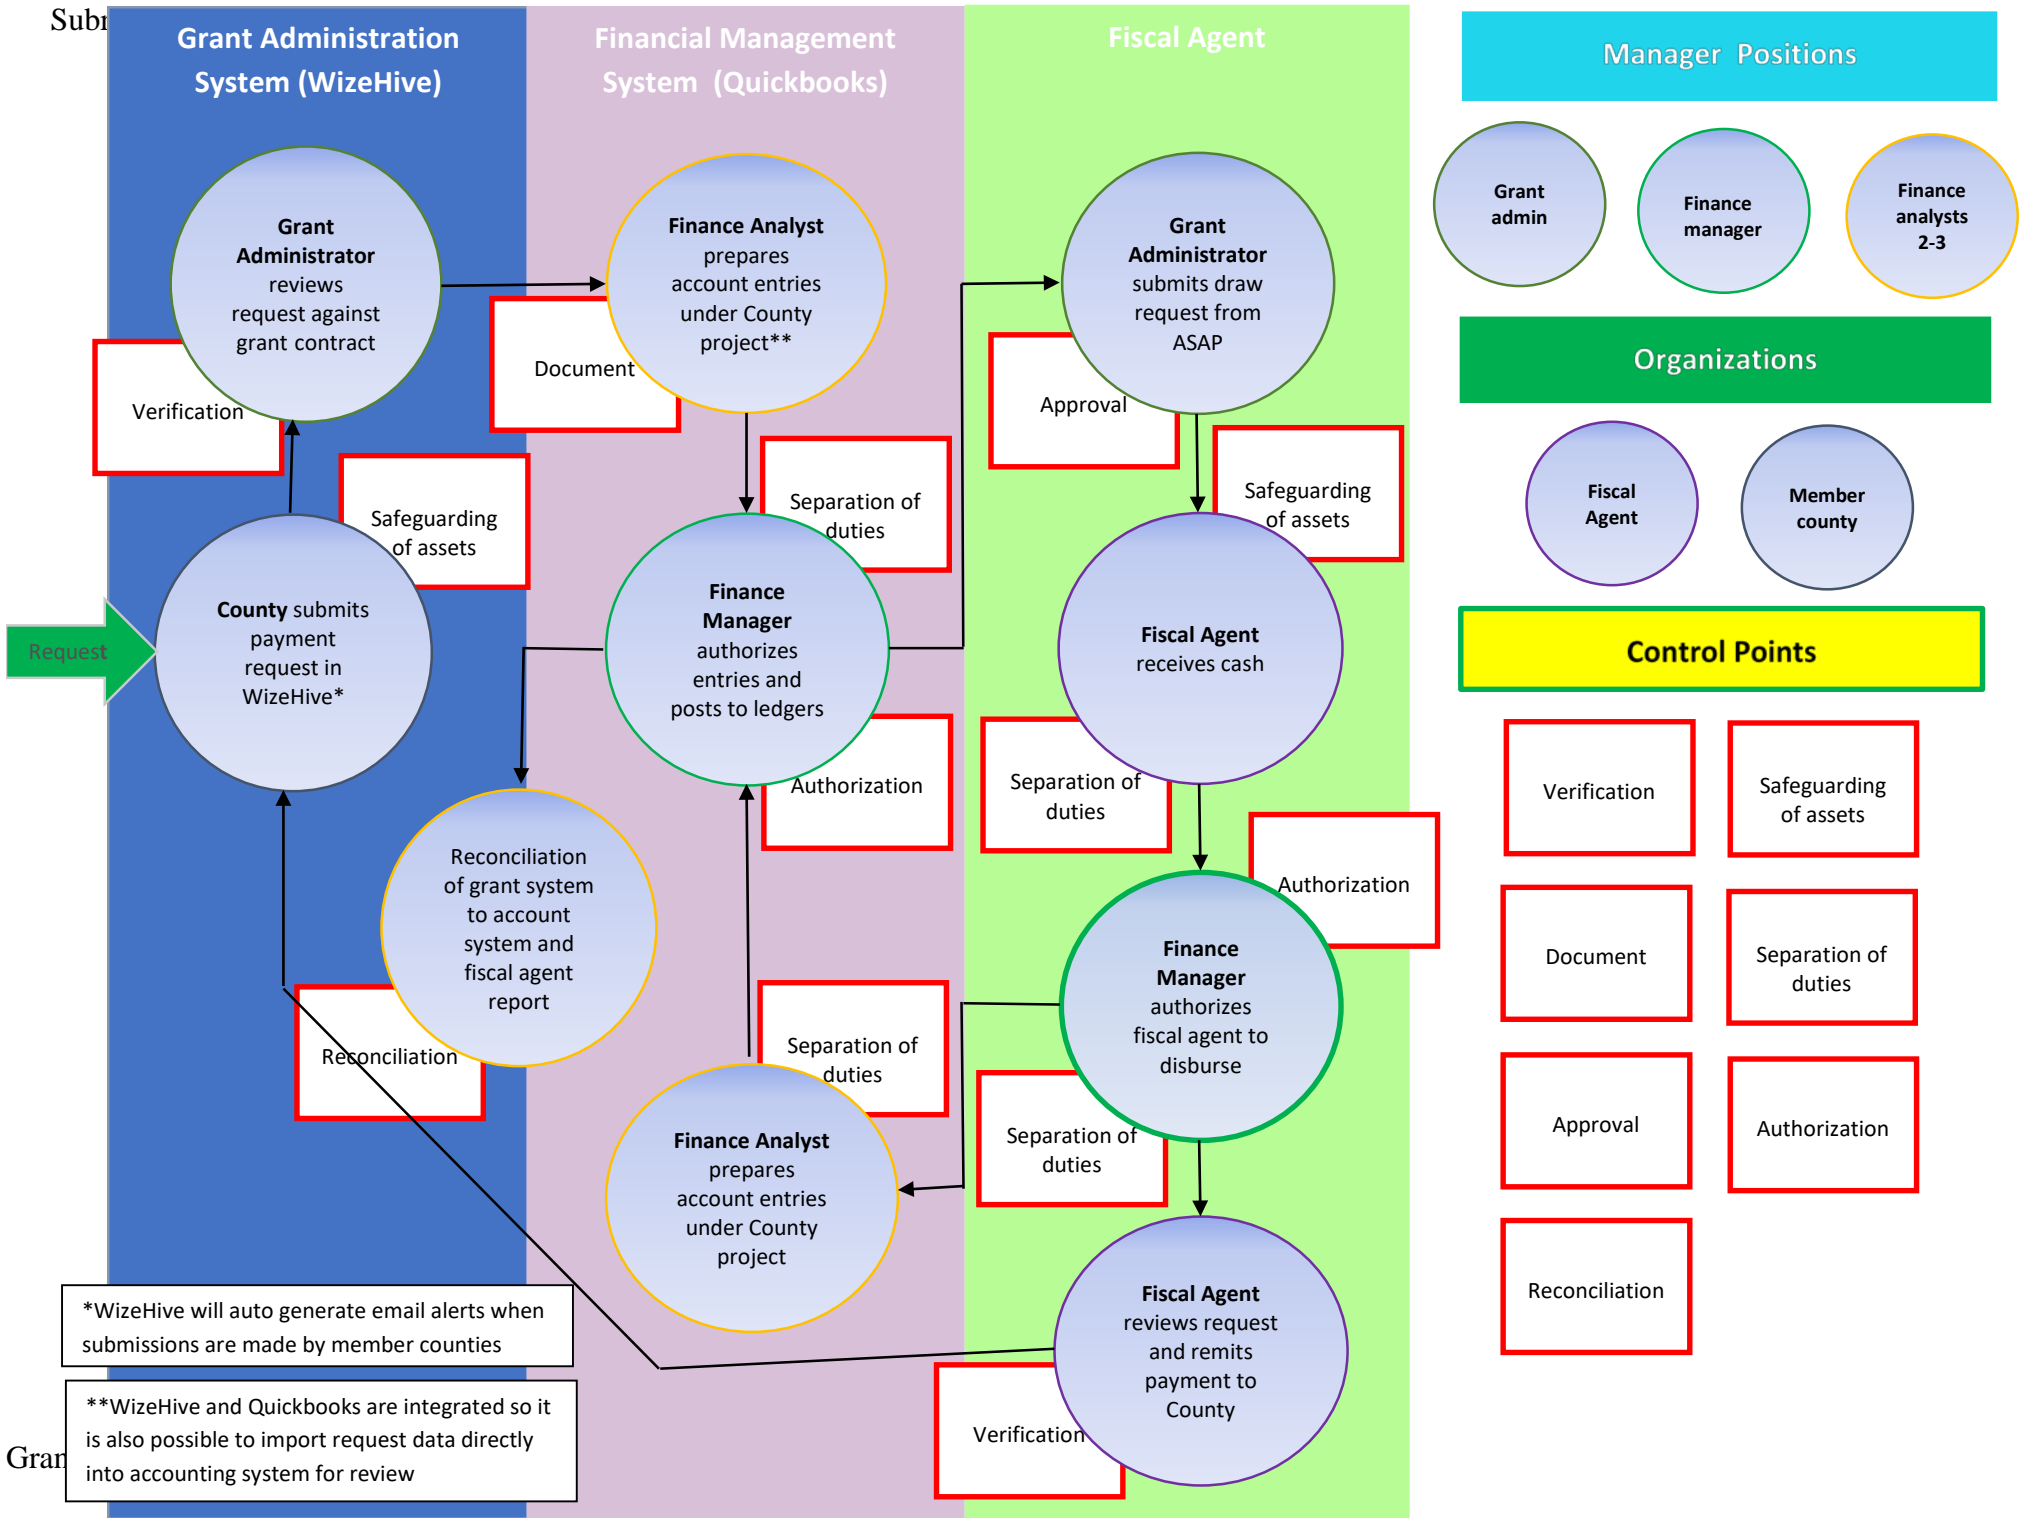 Subr
Grant Administration
System (WizeHive)
Financial Management
System (Quickbooks)
Fiscal Agent
Manager Positions
Grant
Administrator
reviews
request against
grant contract
Verification
Finance Analyst
prepares
account entries
under County
project**
Document
Grant
Administrator
submits draw
request from
ASAP
Approval
Grant
admin
Finance
manager
Finance
analysts
2-3
Organizations
Safeguarding
of assets
Separation of
duties
Safeguarding
of assets
Fiscal
Agent
Member
county
Request
County submits
payment
request in
WizeHive*
Finance
Manager
authorizes
entries and
posts to ledgers
Authorization
Fiscal Agent
receives cash
Separation of
duties
Control Points
Verification
Safeguarding
of assets
Document
Separation of
duties
Approval
Authorization
Reconciliation
Reconciliation
of grant system
to account
system and
fiscal agent
report
Reconciliation
Authorization
Finance
Manager
authorizes
fiscal agent to
disburse
Separation of
duties
Separation of
duties
Finance Analyst
prepares
account entries
under County
project
Fiscal Agent
reviews request
and remits
payment to
County
Verification
*WizeHive will auto generate email alerts when
submissions are made by member counties
**WizeHive and Quickbooks are integrated so it
is also possible to import request data directly
into accounting system for review
Gran